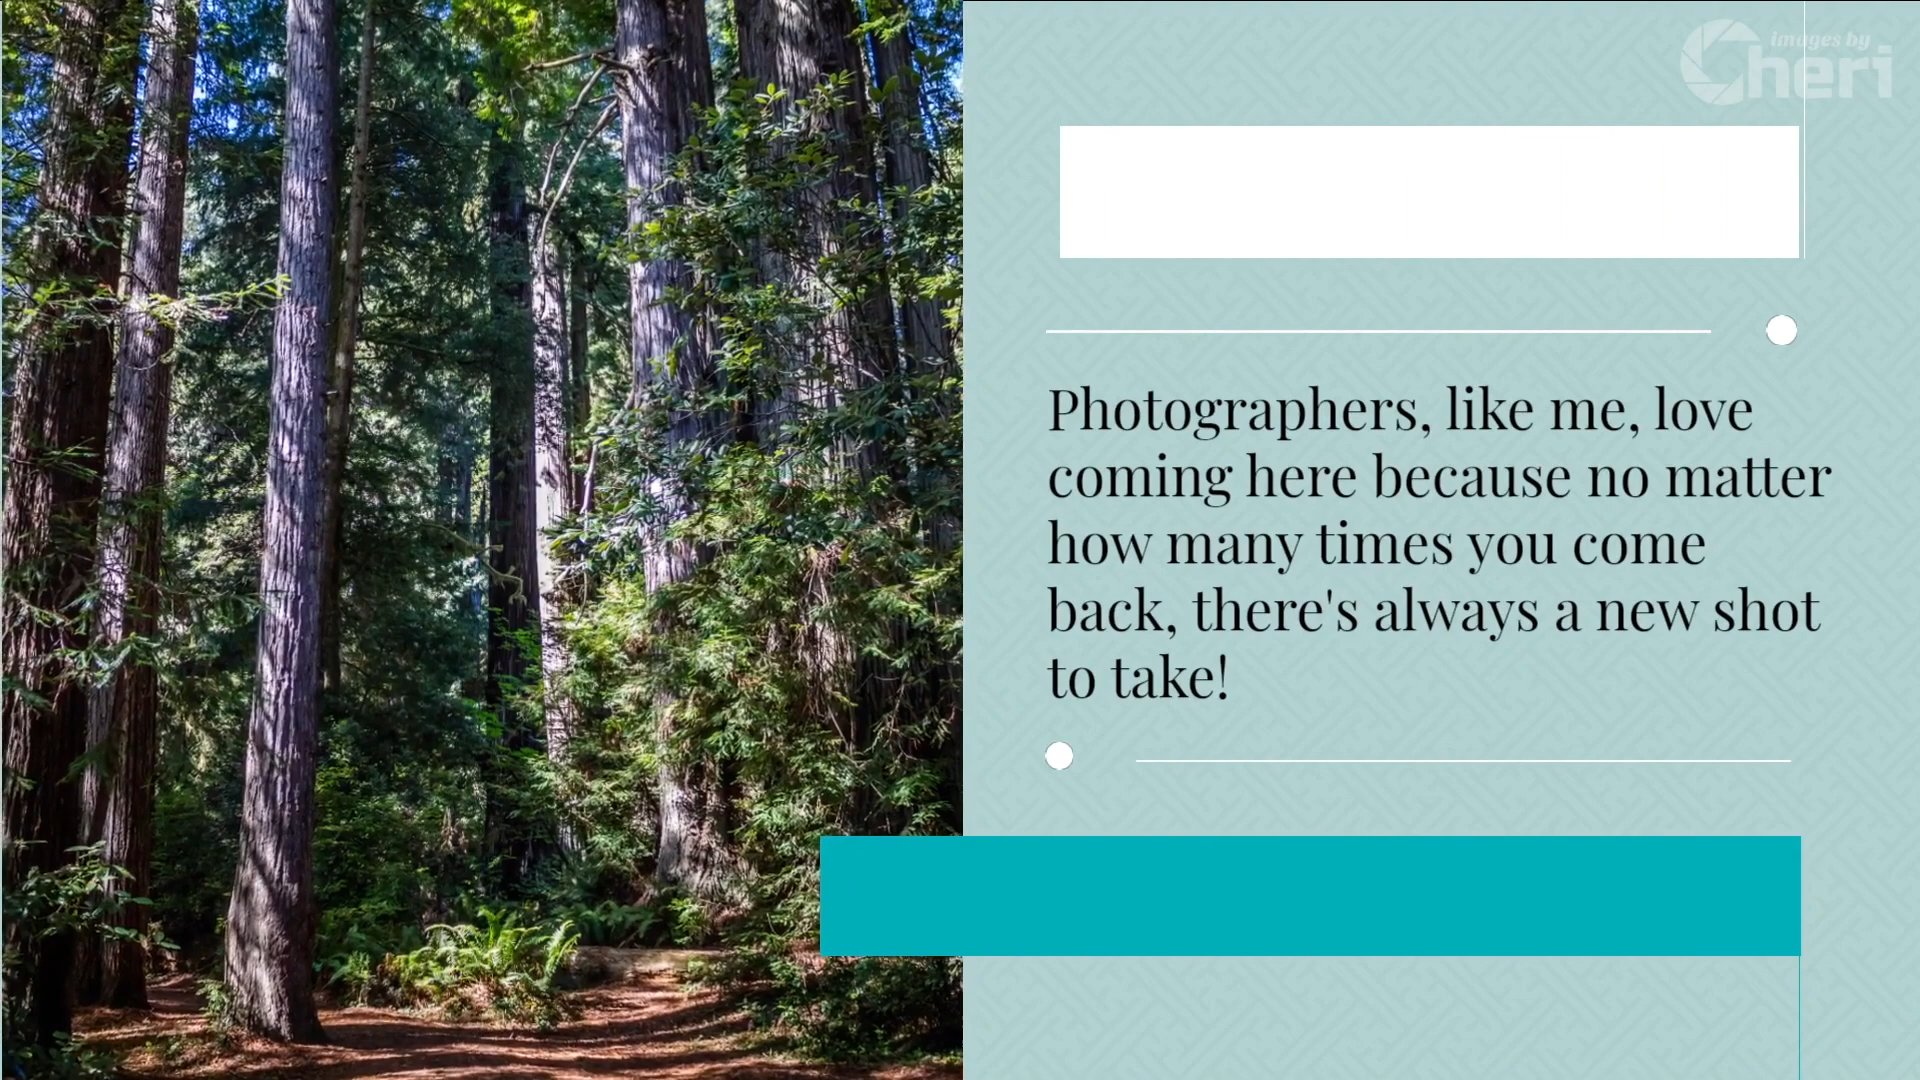 images by
Cheri
Photographers, like me, love
coming here because no matter
how many times you come
back, there's always a new shot
to take!